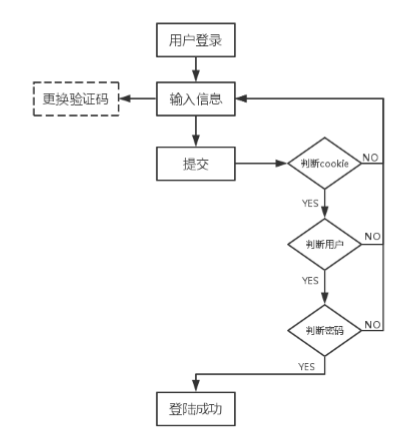 用户登录
更换验证码
输入信息
提交
判断cookie
NO
YES
判断用户
NO
YES
判断密码
NO
YES
登陆成功